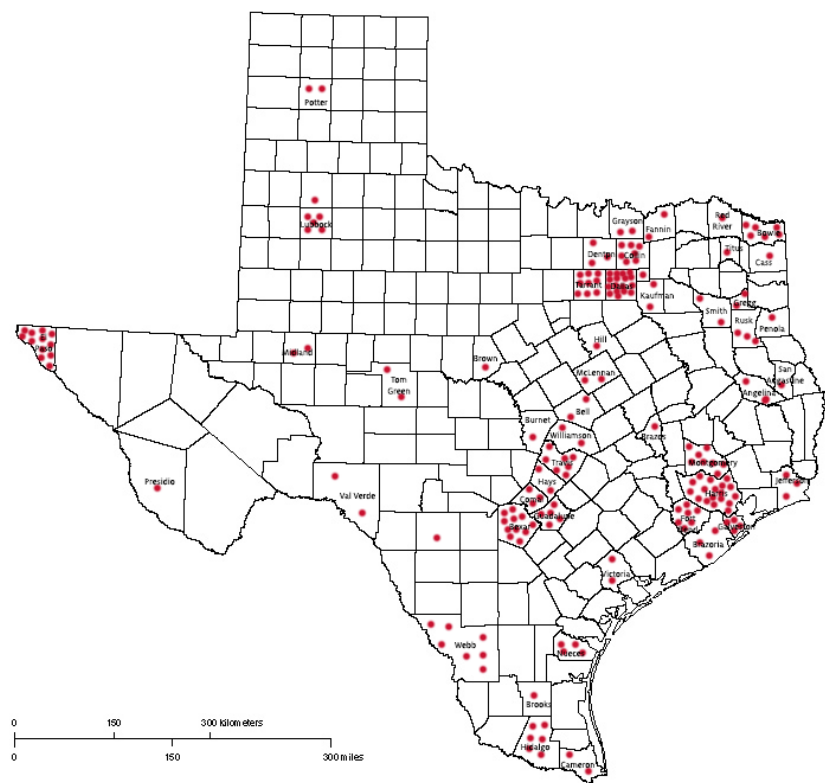 Potter
Lubbock
Grayson
Fannin
Red
River
Bowie
Denton
Collin
Titus
Cass
Tarrant
Dallas
Kaufman
Smith
Gregg
Rusk
Penola
Paso
Midland
Tom
Green
Brown
Hill
McLennan
San
Augasune
Angelina
Burnet
Bell
Williamson
Brazos
Travis
Montgomery
Presidio
Val Verde
Hays
Comal
Guadalupe
Bexar
Harris
Jefferson
Fort
Bend
Galveston
Brazoria
Victoria
Webb
Nueces
Brooks
Hidalgo
Cameron
0 150 300 kilometers
0 150 300 miles